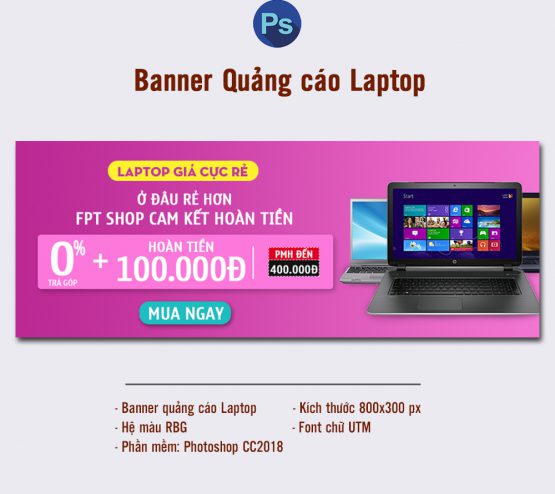 Ps
Banner Quảng cáo Laptop
LAPTOP GIÁ CỰC RẺ
Ở ĐÂU RẺ HƠN
FPT SHOP CAM KẾT HOÀN TIỀN
0%
TRẢ GÓP
+
HOÀN TIỀN
100.000Đ
PMH ĐẾN
400.000Đ
MUA NGAY
Start
- Banner quảng cáo Laptop
- Kích thước 800x300 px
- Hệ màu RBG
- Font chữ UTM
- Phần mềm: Photoshop CC2018